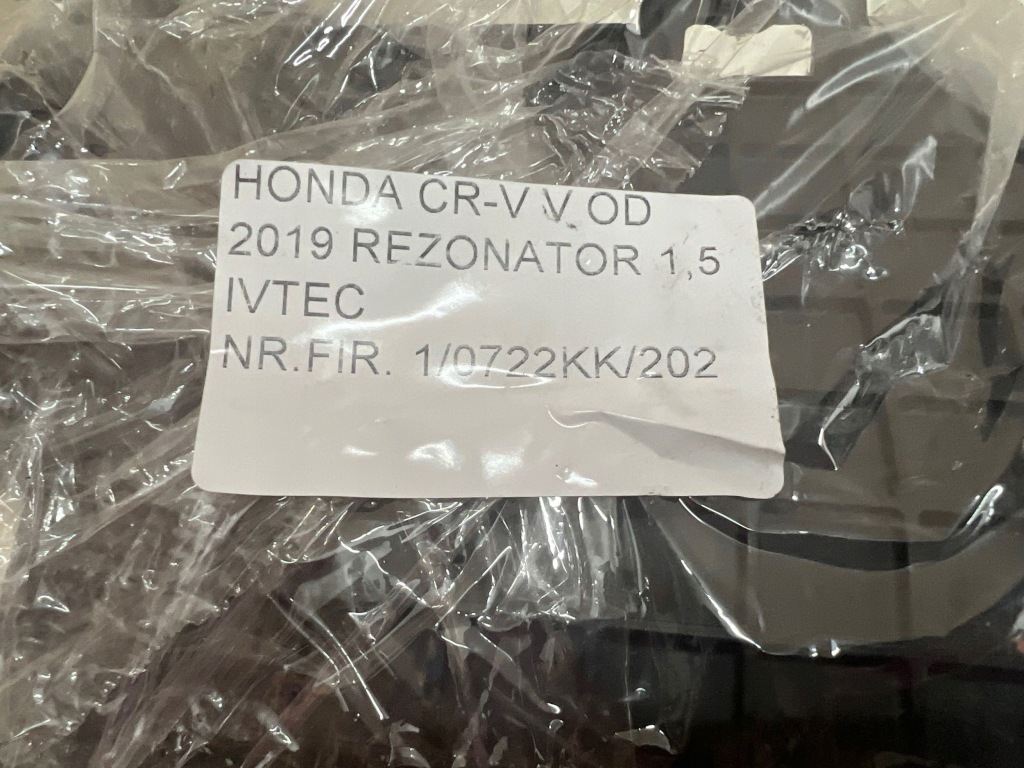 HONDA CR-V V OD
2019 REZONATOR 1,5
IVTEC
NR.FIR. 1/0722KK/202